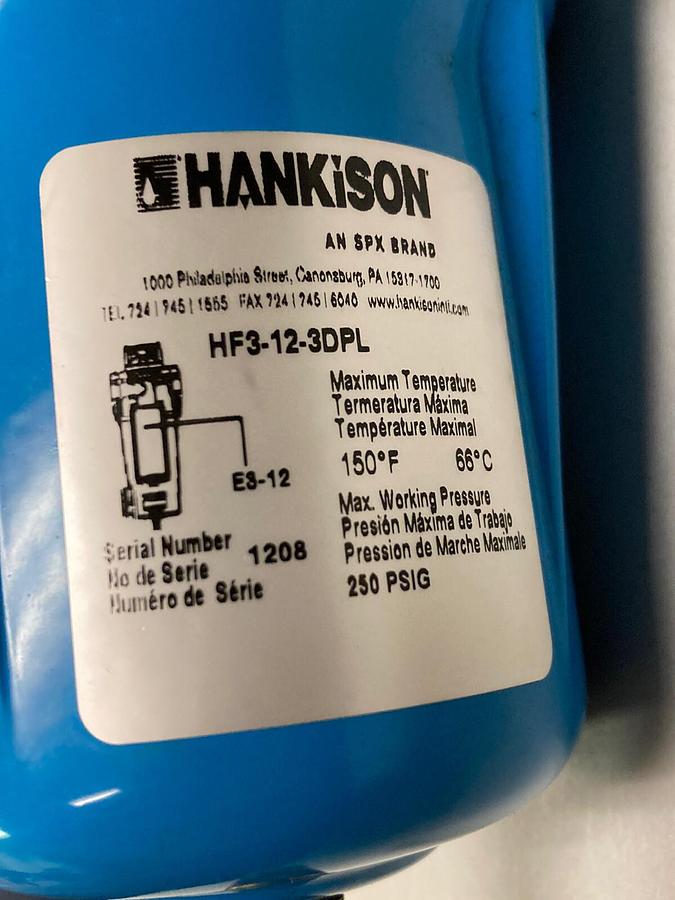 HANKiSON
AN SPX BRAND
1000 Philadelphia Street, Canonsburg, PA 15317-1700
TEL. 724 | 745 | 1555 FAX 724 | 745 | 6040 www.hankisonintl.com
HF3-12-3DPL
E3-12
Maximum Temperature
Termeratura Máxima
Température Maximal
150°F 66°C
Max. Working Pressure
Presión Máxima de Trabajo
Pression de Marche Maximale
250 PSIG
Serial Number
No de Serie
Numéro de Série
1208